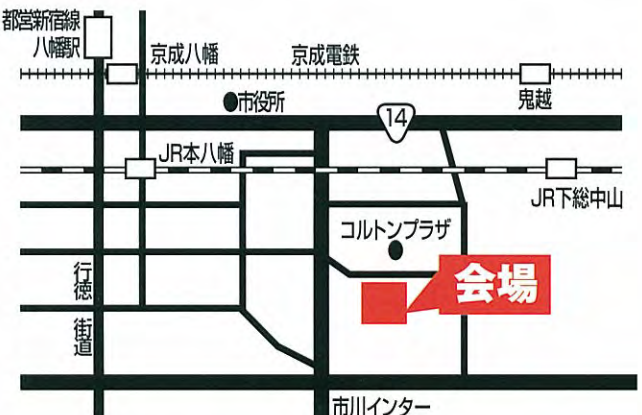 都営新宿線
八幡駅
京成八幡
京成電鉄
鬼越
市役所
14
JR本八幡
JR下総中山
コルトンプラザ
会場
行徳街道
市川インター